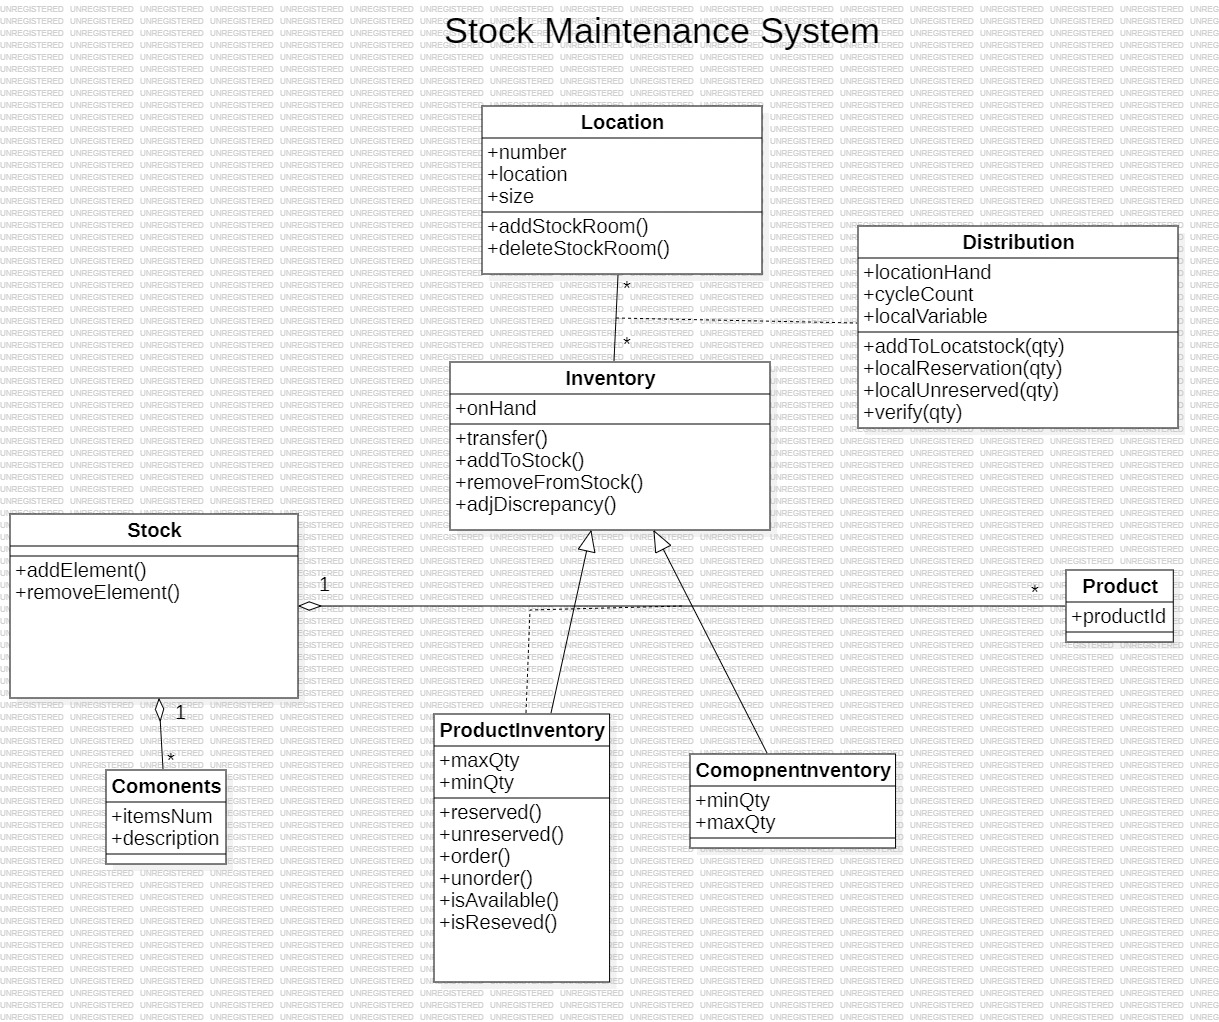 Stock Maintenance System
Location
+number
+location
+size
+addStockRoom()
+deleteStockRoom()
*
*
Distribution
+locationHand
+cycleCount
+localVariable
+addToLocatstock(qty)
+localReservation(qty)
+localUnreserved(qty)
+verify(qty)
Inventory
+onHand
+transfer()
+addToStock()
+removeFromStock()
+adjDiscrepancy()
Stock
+addElement()
+removeElement()
1
*
Product
+productId
1
*
Comonents
+itemsNum
+description
ProductInventory
+maxQty
+minQty
+reserved()
+unreserved()
+order()
+unorder()
+isAvailable()
+isReseved()
Comopnentnventory
+minQty
+maxQty
UNREGISTERED